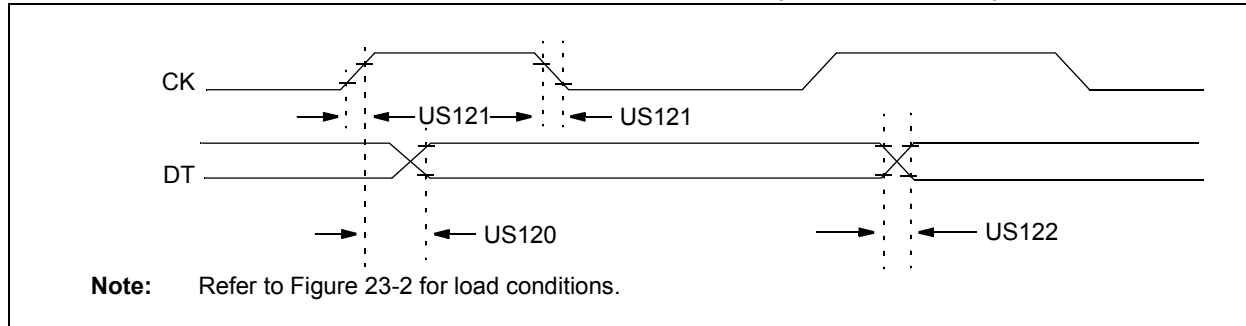 CK
US121 US121
DT
US120 US122
Note: Refer to Figure 23-2 for load conditions.